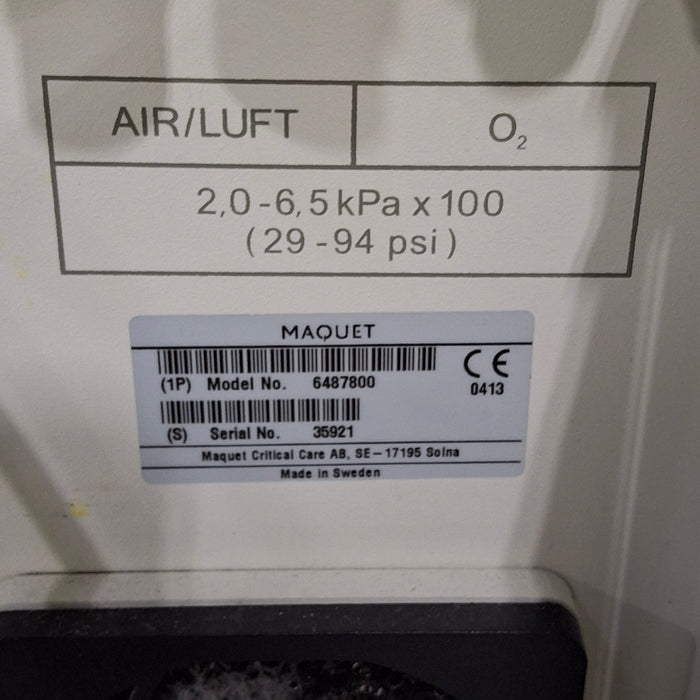 AIR/LUFT
O₂
2,0-6,5 kPa x 100
(29-94 psi)
MAQUET
(1P) Model No. 6487800
CE
0413
(S) Serial No. 35921
Maquet Critical Care AB, SE-17195 Solna
Made in Sweden